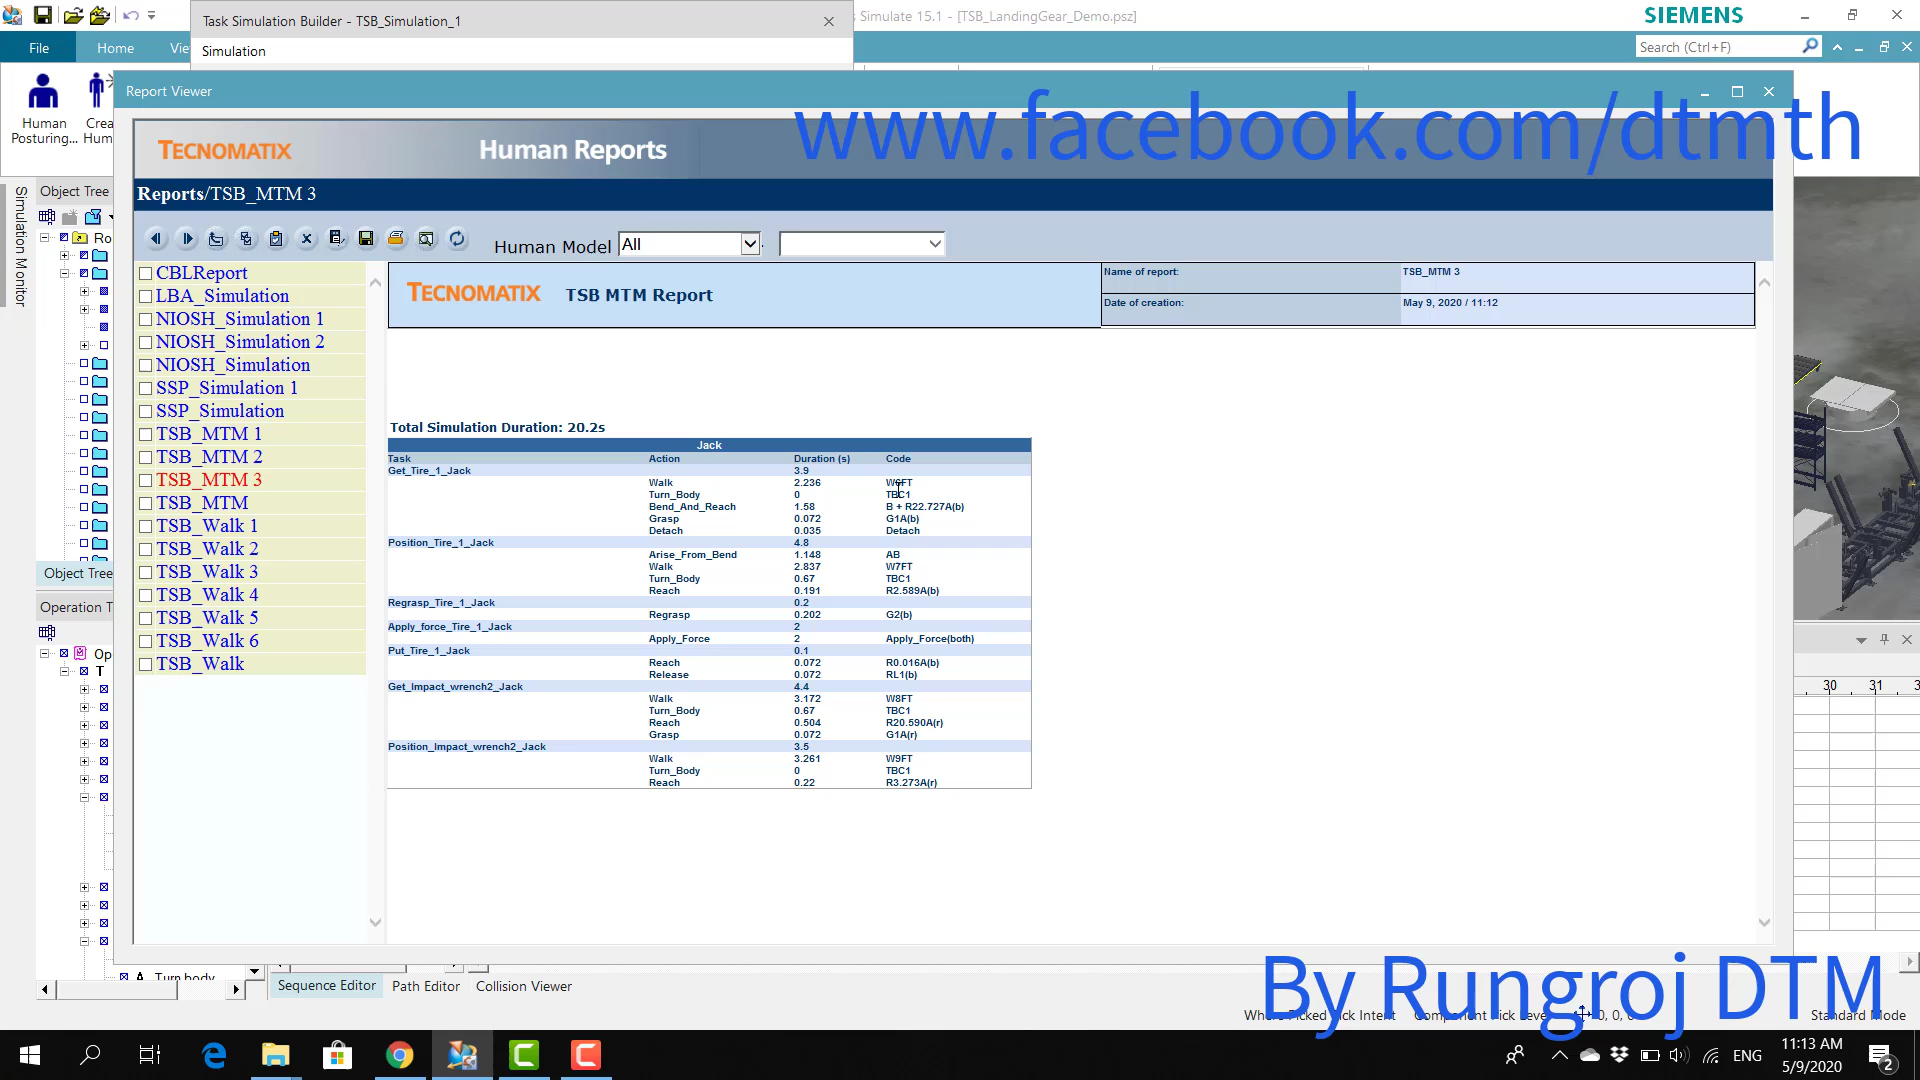 Task Simulation Builder - TSB_Simulation_1
s Simulate 15.1 - [TSB_LandingGear_Demo.psz]
SIEMENS
File
Home
Simulation
Search (Ctrl+F)
Human
Posturing...
Report Viewer
www.facebook.com/dtmth
TECNOMATIX
Human Reports
Reports/TSB_MTM 3
Human Model
All
Simulation Monitor
Object Tree
CBLReport
LBA_Simulation
NIOSH_Simulation 1
NIOSH_Simulation 2
NIOSH_Simulation
SSP_Simulation 1
SSP_Simulation
TSB_MTM 1
TSB_MTM 2
TSB_MTM 3
TSB_MTM
TSB_Walk 1
TSB_Walk 2
TSB_Walk 3
TSB_Walk 4
TSB_Walk 5
TSB_Walk 6
TSB_Walk
TECNOMATIX TSB MTM Report
Name of report: TSB_MTM 3
Date of creation: May 9, 2020 / 11:12
Total Simulation Duration: 20.2s
Jack
Task Action Duration (s) Code
Get_Tire_1_Jack 3.9
Walk 2.236 W6FT
Turn_Body 0 TBC1
Bend_And_Reach 1.58 B + R22.727A(b)
Grasp 0.072 G1A(b)
Detach 0.035 Detach
Position_Tire_1_Jack 4.8
Arise_From_Bend 1.148 AB
Walk 2.837 W7FT
Turn_Body 0.67 TBC1
Reach 0.191 R2.589A(b)
Regrasp_Tire_1_Jack 0.2
Regrasp 0.202 G2(b)
Apply_force_Tire_1_Jack 2
Apply_Force 2 Apply_Force(both)
Put_Tire_1_Jack 0.1
Reach 0.072 R0.016A(b)
Release 0.072 RL1(b)
Get_Impact_wrench2_Jack 4.4
Walk 3.172 W8FT
Turn_Body 0.67 TBC1
Reach 0.504 R20.590A(r)
Grasp 0.072 G1A(r)
Position_Impact_wrench2_Jack 3.5
Walk 3.261 W9FT
Turn_Body 0 TBC1
Reach 0.22 R3.273A(r)
Object Tree
Operation T
30 31
Turn body
Sequence Editor
Path Editor
Collision Viewer
By Rungroj DTM
Standard Mode
ENG
11:13 AM
5/9/2020
2